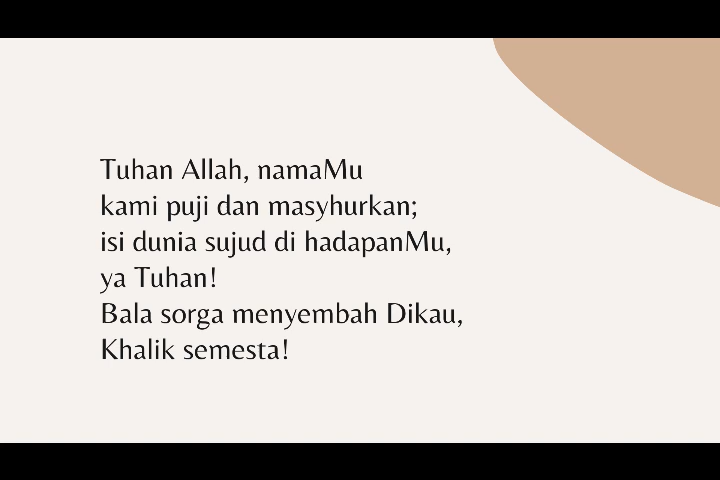 Tuhan Allah, namaMu
kami puji dan masyhurkan;
isi dunia sujud di hadapanMu,
ya Tuhan!
Bala sorga menyembah Dikau,
Khalik semesta!